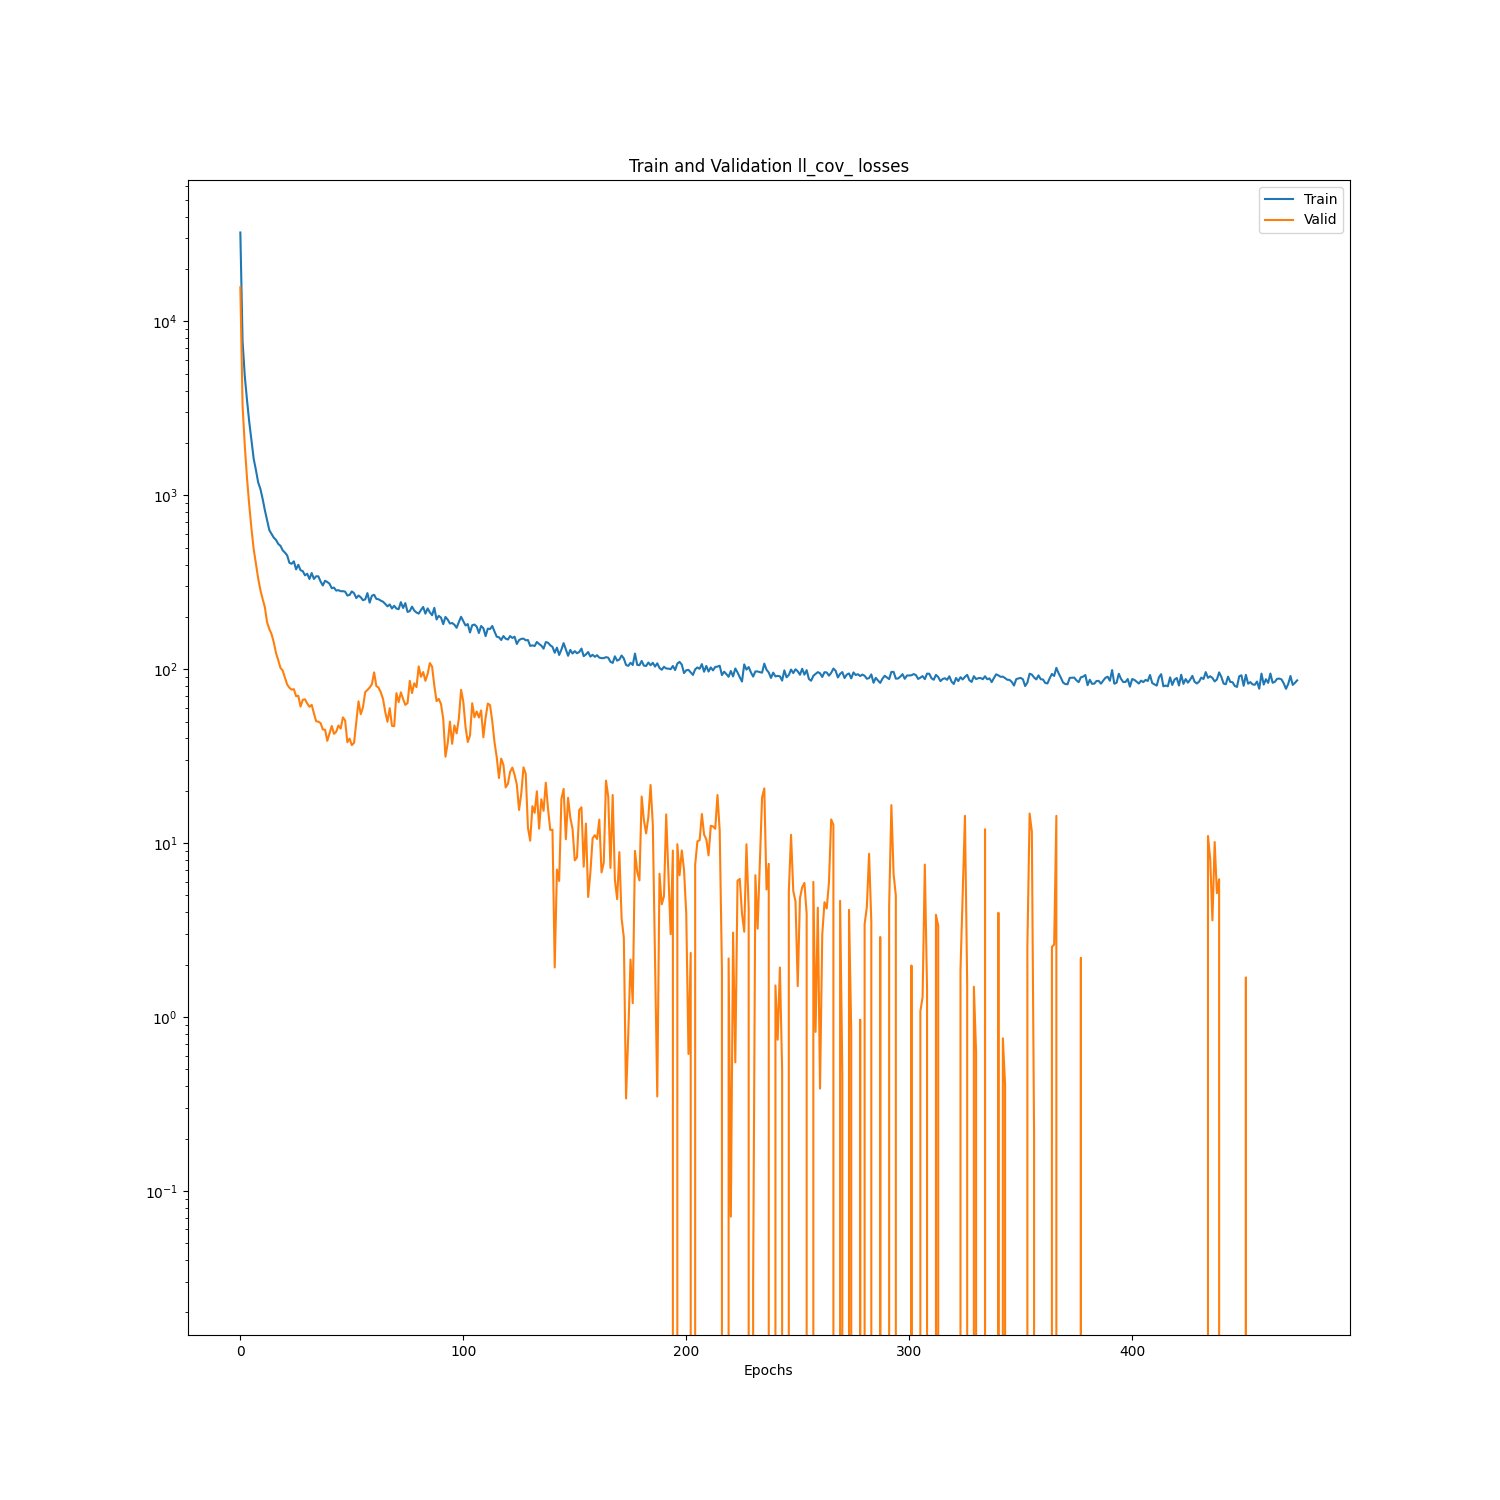 Train and Validation ll_cov_ losses
Train
Valid
10^4
10^3
10^2
10^1
10^0
10^-1
0 100 200 300 400
Epochs